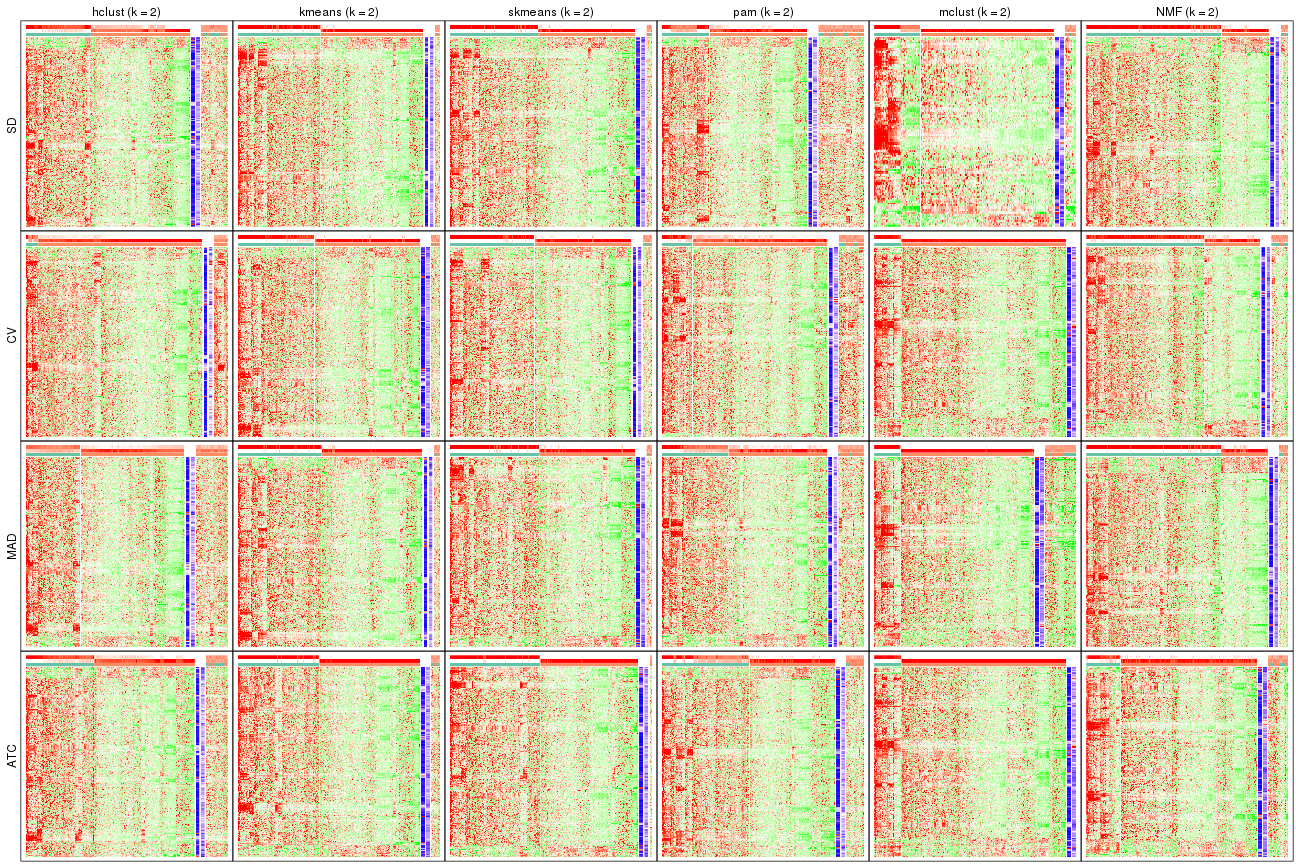 hclust (k = 2) kmeans (k = 2) skmeans (k = 2) pam (k = 2) mclust (k = 2) NMF (k = 2)
SD
CV
MAD
ATC